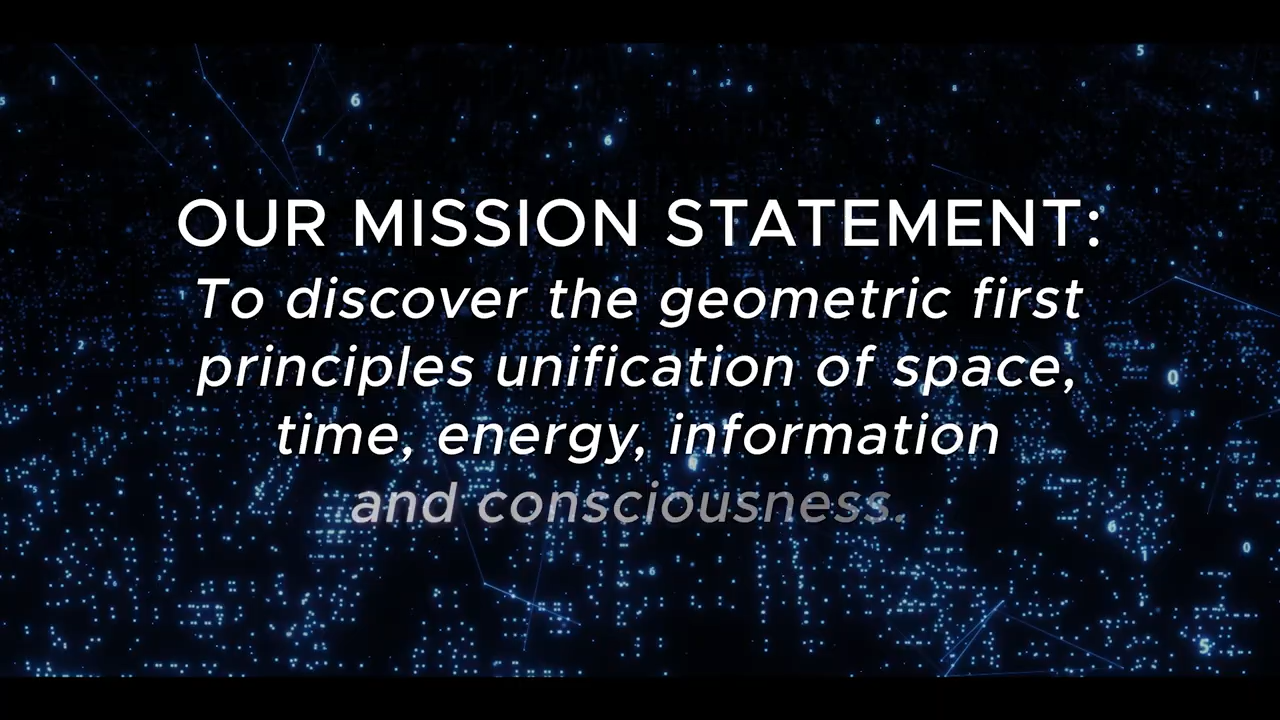 OUR MISSION STATEMENT:
To discover the geometric first
principles unification of space,
time, energy, information
and consciousness.